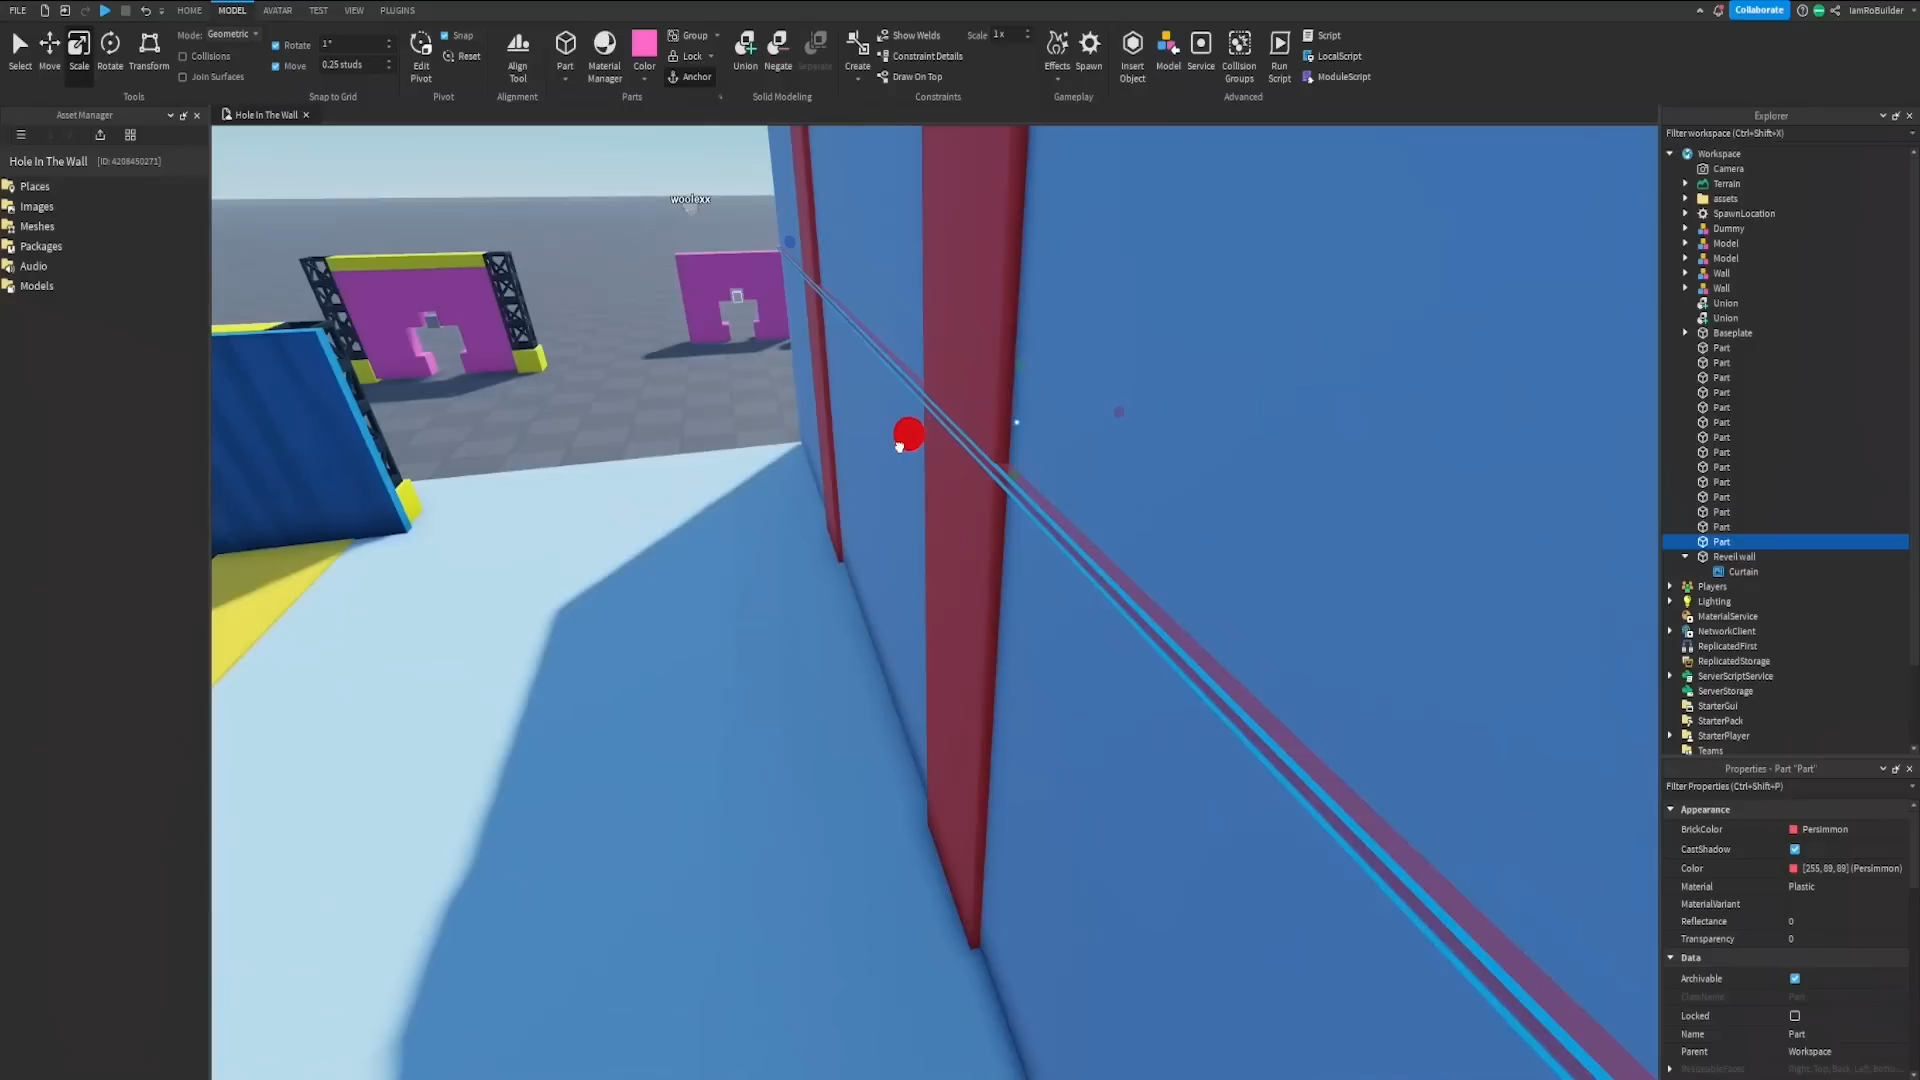 FILE
HOME
MODEL
AVATAR
TEST
VIEW
PLUGINS
Collaborate
IamRoBuilder
Select
Move
Scale
Rotate
Transform
Mode: Geometric
Collisions
Join Surfaces
Tools
Rotate 1°
Move 0.25 studs
Snap to Grid
Edit Pivot
Snap
Reset
Pivot
Align Tool
Alignment
Part
Material Manager
Color
Group
Lock
Anchor
Parts
Union
Negate
Separate
Solid Modeling
Create
Show Welds
Constraint Details
Draw On Top
Scale 1x
Constraints
Effects
Spawn
Gameplay
Insert Object
Model
Service
Collision Groups
Run Script
Script
LocalScript
ModuleScript
Advanced
Asset Manager
Hole In The Wall [ID: 4208450271]
Places
Images
Meshes
Packages
Audio
Models
Hole In The Wall
woolexx
Explorer
Filter workspace (Ctrl+Shift+X)
Workspace
Camera
Terrain
assets
SpawnLocation
Dummy
Model
Model
Wall
Wall
Union
Union
Baseplate
Part
Part
Part
Part
Part
Part
Part
Part
Part
Part
Part
Part
Part
Part
Reveil wall
Curtain
Players
Lighting
MaterialService
NetworkClient
ReplicatedFirst
ReplicatedStorage
ServerScriptService
ServerStorage
StarterGui
StarterPack
StarterPlayer
Teams
Properties - Part "Part"
Filter Properties (Ctrl+Shift+P)
Appearance
BrickColor Persimmon
CastShadow
Color [255, 89, 89] (Persimmon)
Material Plastic
MaterialVariant
Reflectance 0
Transparency 0
Data
Archivable
ClassName Part
Locked
Name Part
Parent Workspace